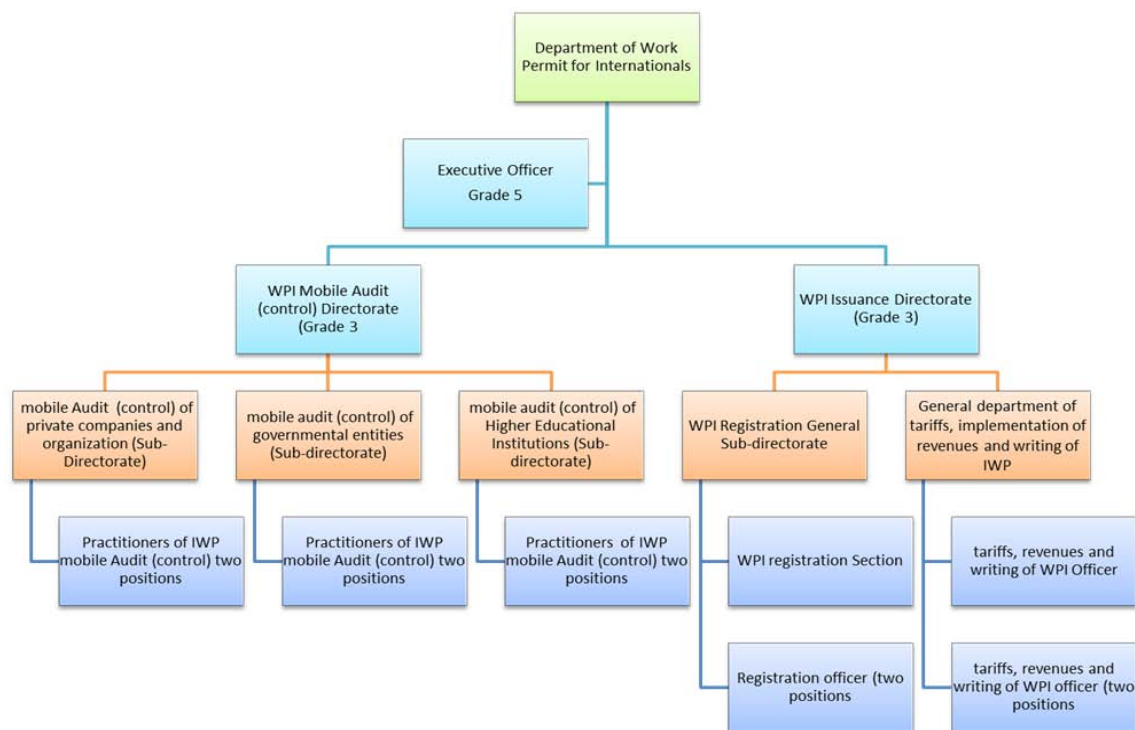 Department of Work
Permit for Internationals
Executive Officer
Grade 5
WPI Mobile Audit
(control) Directorate
(Grade 3
WPI Issuance Directorate
(Grade 3)
mobile Audit (control) of
private companies and
organization (Sub-
Directorate)
mobile audit (control) of
governmental entities
(Sub-directorate)
mobile audit (control) of
Higher Educational
Institutions (Sub-
directorate)
WPI Registration General
Sub-directorate
General department of
tariffs, implementation of
revenues and writing of
IWP
Practitioners of IWP
mobile Audit (control) two
positions
Practitioners of IWP
mobile Audit (control) two
positions
Practitioners of IWP
mobile Audit (control) two
positions
WPI registration Section
tariffs, revenues and
writing of WPI Officer
Registration officer (two
positions
tariffs, revenues and
writing of WPI officer (two
positions